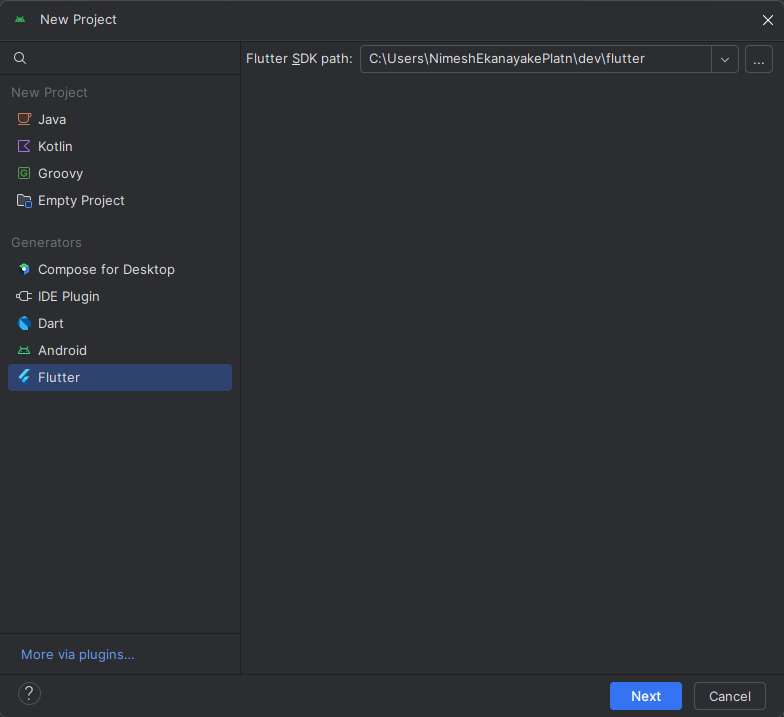 New Project
Flutter SDK path: C:\Users\NimeshEkanayakePlatn\dev\flutter ...
New Project
Java
Kotlin
G Groovy
Empty Project
Generators
Compose for Desktop
IDE Plugin
Dart
Android
Flutter
More via plugins...
? Next Cancel